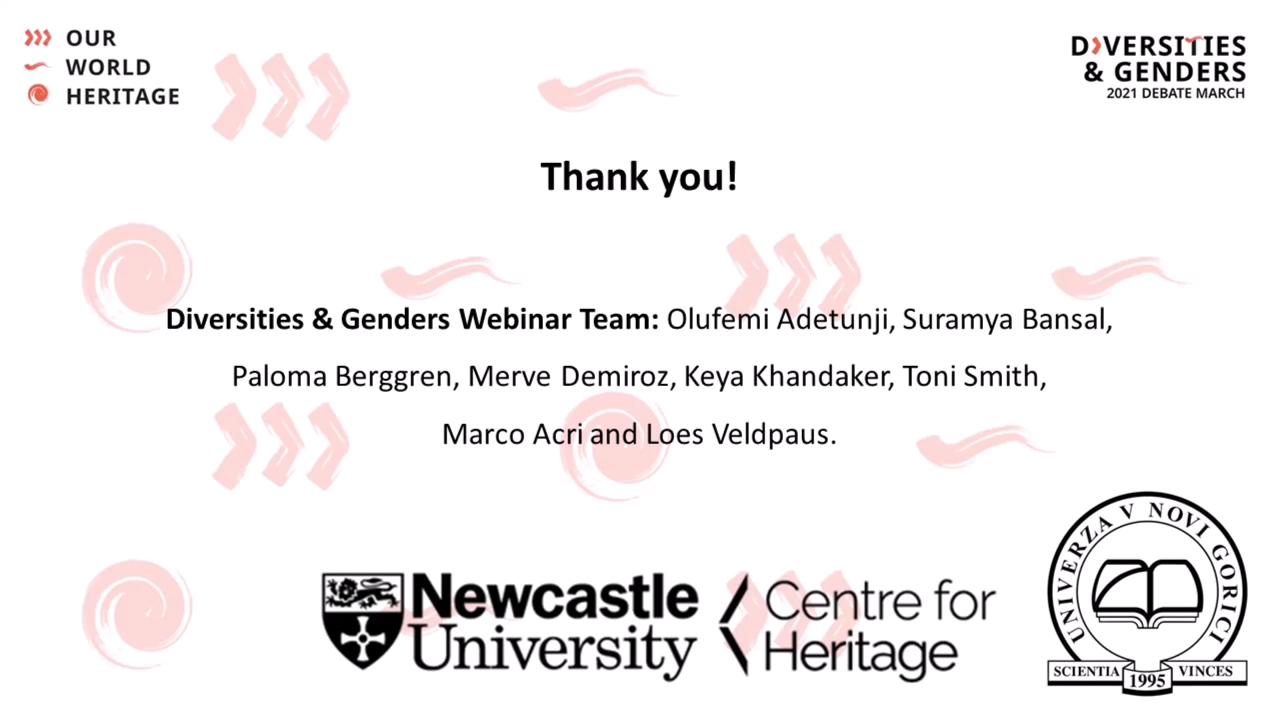 OUR
WORLD
HERITAGE
DIVERSITIES
& GENDERS
2021 DEBATE MARCH
Thank you!
Diversities & Genders Webinar Team: Olufemi Adetunji, Suramya Bansal,
Paloma Berggren, Merve Demiroz, Keya Khandaker, Toni Smith,
Marco Acri and Loes Veldpaus.
Newcastle
University
Centre for
Heritage
UNIVERZA V NOVI GORICI
SCIENTIA 1995 VINCES